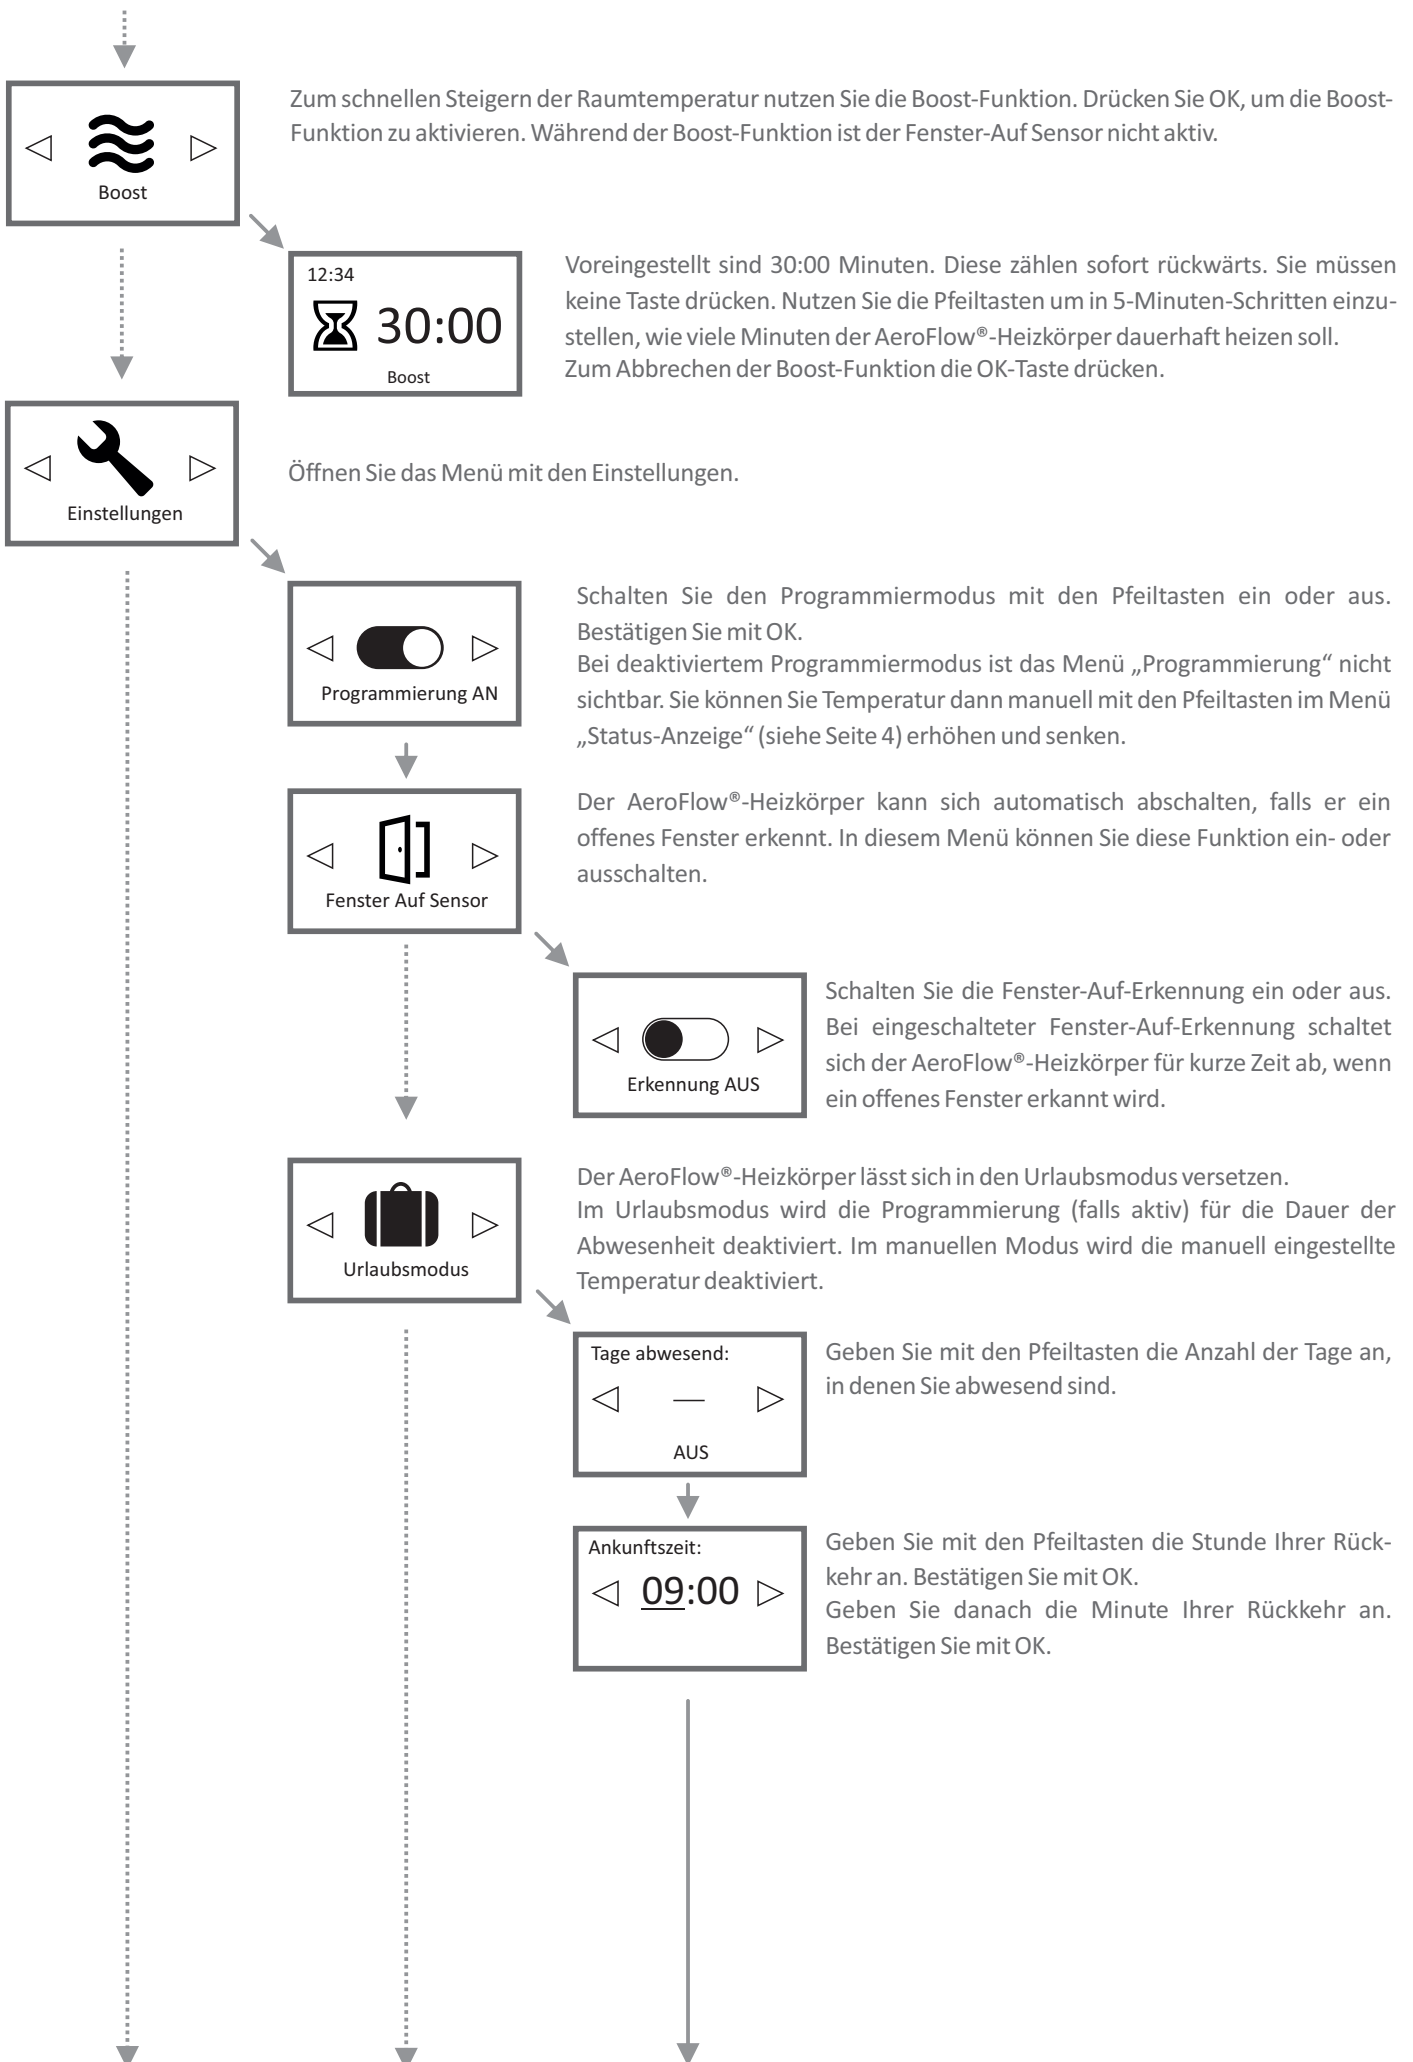 Zum schnellen Steigern der Raumtemperatur nutzen Sie die Boost-Funktion. Drücken Sie OK, um die Boost-
Funktion zu aktivieren. Während der Boost-Funktion ist der Fenster-Auf Sensor nicht aktiv.
Boost
12:34
30:00
Boost
Voreingestellt sind 30:00 Minuten. Diese zählen sofort rückwärts. Sie müssen
keine Taste drücken. Nutzen Sie die Pfeiltasten um in 5-Minuten-Schritten einzu-
stellen, wie viele Minuten der AeroFlow®-Heizkörper dauerhaft heizen soll.
Zum Abbrechen der Boost-Funktion die OK-Taste drücken.
Einstellungen
Öffnen Sie das Menü mit den Einstellungen.
Programmierung AN
Schalten Sie den Programmiermodus mit den Pfeiltasten ein oder aus.
Bestätigen Sie mit OK.
Bei deaktiviertem Programmiermodus ist das Menü „Programmierung“ nicht
sichtbar. Sie können Sie Temperatur dann manuell mit den Pfeiltasten im Menü
„Status-Anzeige“ (siehe Seite 4) erhöhen und senken.
Fenster Auf Sensor
Der AeroFlow®-Heizkörper kann sich automatisch abschalten, falls er ein
offenes Fenster erkennt. In diesem Menü können Sie diese Funktion ein- oder
ausschalten.
Erkennung AUS
Schalten Sie die Fenster-Auf-Erkennung ein oder aus.
Bei eingeschalteter Fenster-Auf-Erkennung schaltet
sich der AeroFlow®-Heizkörper für kurze Zeit ab, wenn
ein offenes Fenster erkannt wird.
Urlaubsmodus
Der AeroFlow®-Heizkörper lässt sich in den Urlaubsmodus versetzen.
Im Urlaubsmodus wird die Programmierung (falls aktiv) für die Dauer der
Abwesenheit deaktiviert. Im manuellen Modus wird die manuell eingestellte
Temperatur deaktiviert.
Tage abwesend:
—
AUS
Geben Sie mit den Pfeiltasten die Anzahl der Tage an,
in denen Sie abwesend sind.
Ankunftszeit:
09:00
Geben Sie mit den Pfeiltasten die Stunde Ihrer Rück-
kehr an. Bestätigen Sie mit OK.
Geben Sie danach die Minute Ihrer Rückkehr an.
Bestätigen Sie mit OK.